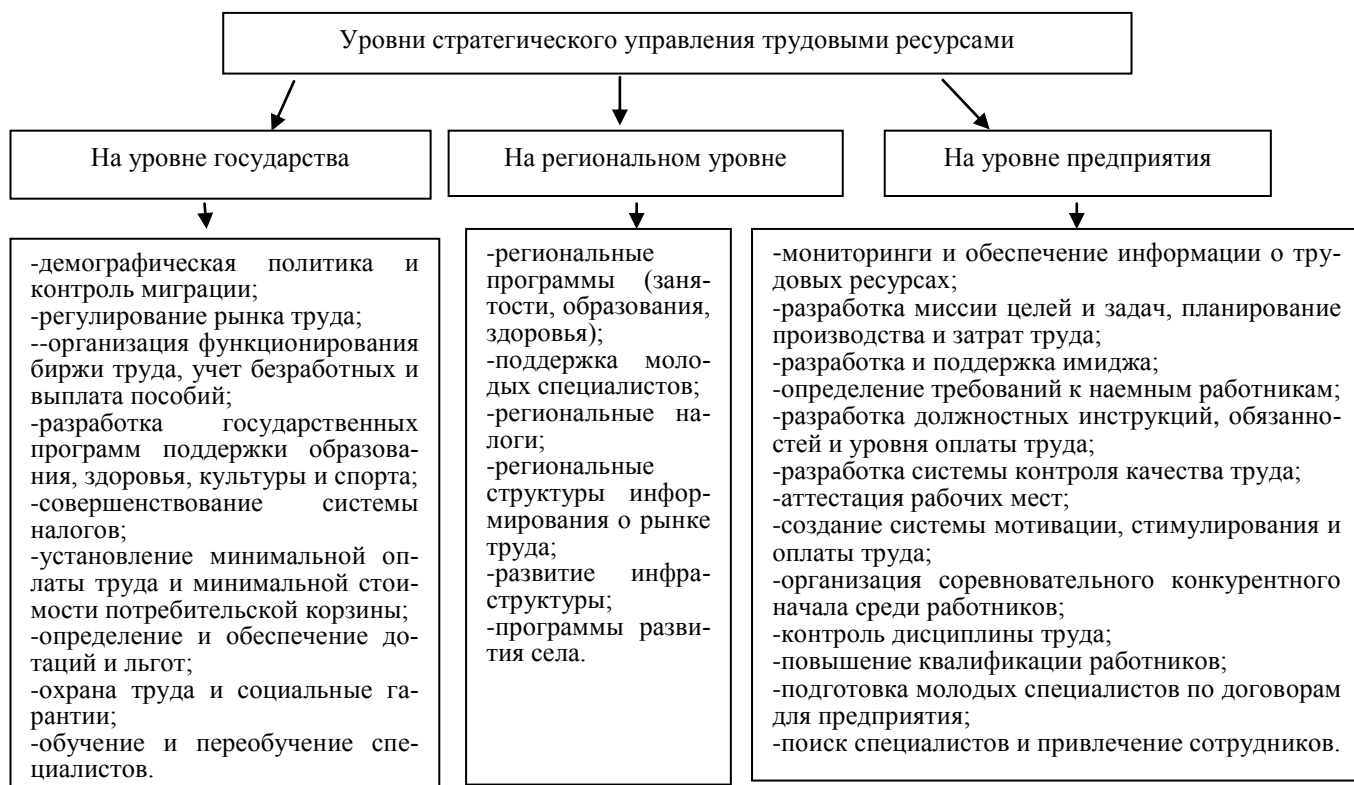 Уровни стратегического управления трудовыми ресурсами
На уровне государства
На региональном уровне
На уровне предприятия
-демографическая политика и
контроль миграции;
-регулирование рынка труда;
--организация функционирования
биржи труда, учет безработных и
выплата пособий;
-разработка государственных
программ поддержки образова-
ния, здоровья, культуры и спорта;
-совершенствование системы
налогов;
-установление минимальной оп-
латы труда и минимальной стои-
мости потребительской корзины;
-определение и обеспечение до-
таций и льгот;
-охрана труда и социальные га-
рантии;
-обучение и переобучение спе-
циалистов.
-региональные
программы (заня-
тости, образования,
здоровья);
-поддержка моло-
дых специалистов;
-региональные на-
логи;
-региональные
структуры инфор-
мирования о рынке
труда;
-развитие инфра-
структуры;
-программы разви-
тия села.
-мониторинги и обеспечение информации о тру-
довых ресурсах;
-разработка миссии целей и задач, планирование
производства и затрат труда;
-разработка и поддержка имиджа;
-определение требований к наемным работникам;
-разработка должностных инструкций, обязанно-
стей и уровня оплаты труда;
-разработка системы контроля качества труда;
-аттестация рабочих мест;
-создание системы мотивации, стимулирования и
оплаты труда;
-организация соревновательного конкурентного
начала среди работников;
-контроль дисциплины труда;
-повышение квалификации работников;
-подготовка молодых специалистов по договорам
для предприятия;
-поиск специалистов и привлечение сотрудников.